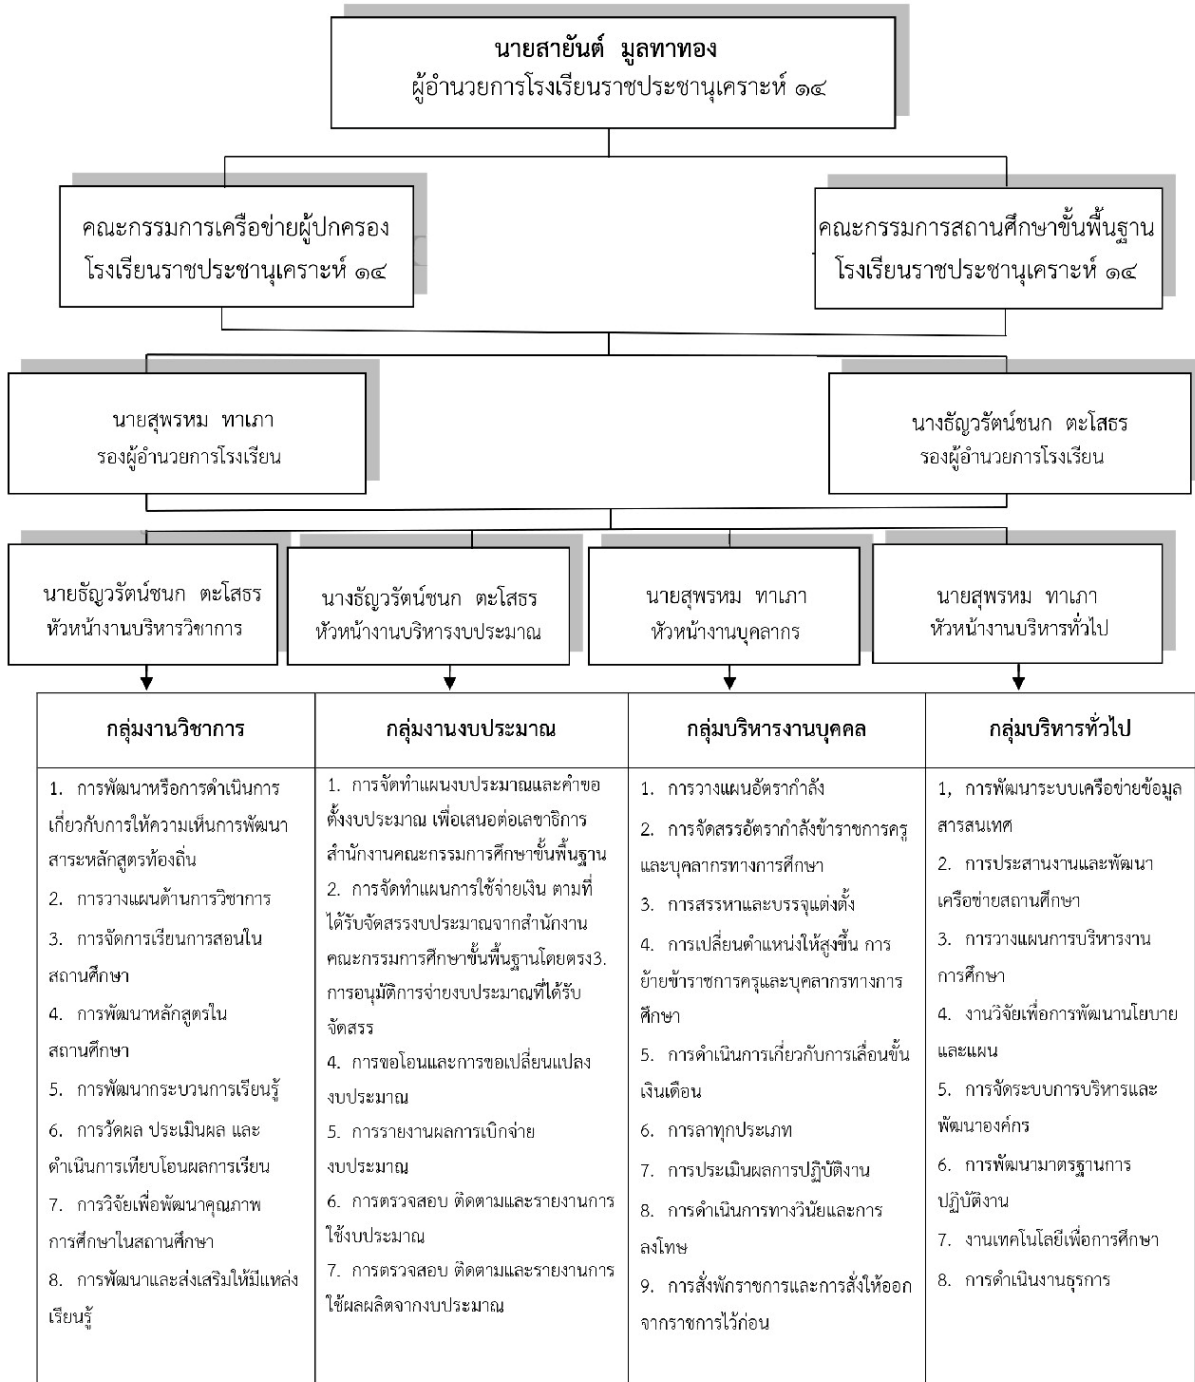 นายสายันต์  มูลทาทอง
ผู้อำนวยการโรงเรียนราชประชานุเคราะห์ ๑๔
คณะกรรมการเครือข่ายผู้ปกครอง
โรงเรียนราชประชานุเคราะห์ ๑๔
คณะกรรมการสถานศึกษาขั้นพื้นฐาน
โรงเรียนราชประชานุเคราะห์ ๑๔
นายสุพรหม  ทาเภา
รองผู้อำนวยการโรงเรียน
นางธัญวรัตน์ชนก  ตะโสธร
รองผู้อำนวยการโรงเรียน
นายธัญวรัตน์ชนก  ตะโสธร
หัวหน้างานบริหารวิชาการ
นางธัญวรัตน์ชนก  ตะโสธร
หัวหน้างานบริหารงบประมาณ
นายสุพรหม  ทาเภา
หัวหน้างานบุคลากร
นายสุพรหม  ทาเภา
หัวหน้างานบริหารทั่วไป
กลุ่มงานวิชาการ
1. การพัฒนาหรือการดำเนินการ
เกี่ยวกับการให้ความเห็นการพัฒนา
สาระหลักสูตรท้องถิ่น
2. การวางแผนด้านการวิชาการ
3. การจัดการเรียนการสอนใน
สถานศึกษา
4. การพัฒนาหลักสูตรใน
สถานศึกษา
5. การพัฒนากระบวนการเรียนรู้
6. การวัดผล ประเมินผล และ
ดำเนินการเทียบโอนผลการเรียน
7. การวิจัยเพื่อพัฒนาคุณภาพ
การศึกษาในสถานศึกษา
8. การพัฒนาและส่งเสริมให้มีแหล่ง
เรียนรู้
กลุ่มงานงบประมาณ
1. การจัดทำแผนงบประมาณและคำขอ
ตั้งงบประมาณ เพื่อเสนอต่อเลขาธิการ
สำนักงานคณะกรรมการศึกษาขั้นพื้นฐาน
2. การจัดทำแผนการใช้จ่ายเงิน ตามที่
ได้รับจัดสรรงบประมาณจากสำนักงาน
คณะกรรมการศึกษาขั้นพื้นฐานโดยตรง3.
การอนุมัติการจ่ายงบประมาณที่ได้รับ
จัดสรร
4. การขอโอนและการขอเปลี่ยนแปลง
งบประมาณ
5. การรายงานผลการเบิกจ่าย
งบประมาณ
6. การตรวจสอบ ติดตามและรายงานการ
ใช้งบประมาณ
7. การตรวจสอบ ติดตามและรายงานการ
ใช้ผลผลิตจากงบประมาณ
กลุ่มบริหารงานบุคคล
1. การวางแผนอัตรากำลัง
2. การจัดสรรอัตรากำลังข้าราชการครู
และบุคลากรทางการศึกษา
3. การสรรหาและบรรจุแต่งตั้ง
4. การเปลี่ยนตำแหน่งให้สูงขึ้น การ
ย้ายข้าราชการครุและบุคลากรทางการ
ศึกษา
5. การดำเนินการเกี่ยวกับการเลื่อนขั้น
เงินเดือน
6. การลาทุกประเภท
7. การประเมินผลการปฏิบัติงาน
8. การดำเนินการทางวินัยและการ
ลงโทษ
9. การสั่งพักราชการและการสั่งให้ออก
จากราชการไว้ก่อน
กลุ่มบริหารทั่วไป
1, การพัฒนาระบบเครือข่ายข้อมูล
สารสนเทศ
2. การประสานงานและพัฒนา
เครือข่ายสถานศึกษา
3. การวางแผนการบริหารงาน
การศึกษา
4. งานวิจัยเพื่อการพัฒนานโยบาย
และแผน
5. การจัดระบบการบริหารและ
พัฒนาองค์กร
6. การพัฒนามาตรฐานการ
ปฏิบัติงาน
7. งานเทคโนโลยีเพื่อการศึกษา
8. การดำเนินงานธุรการ